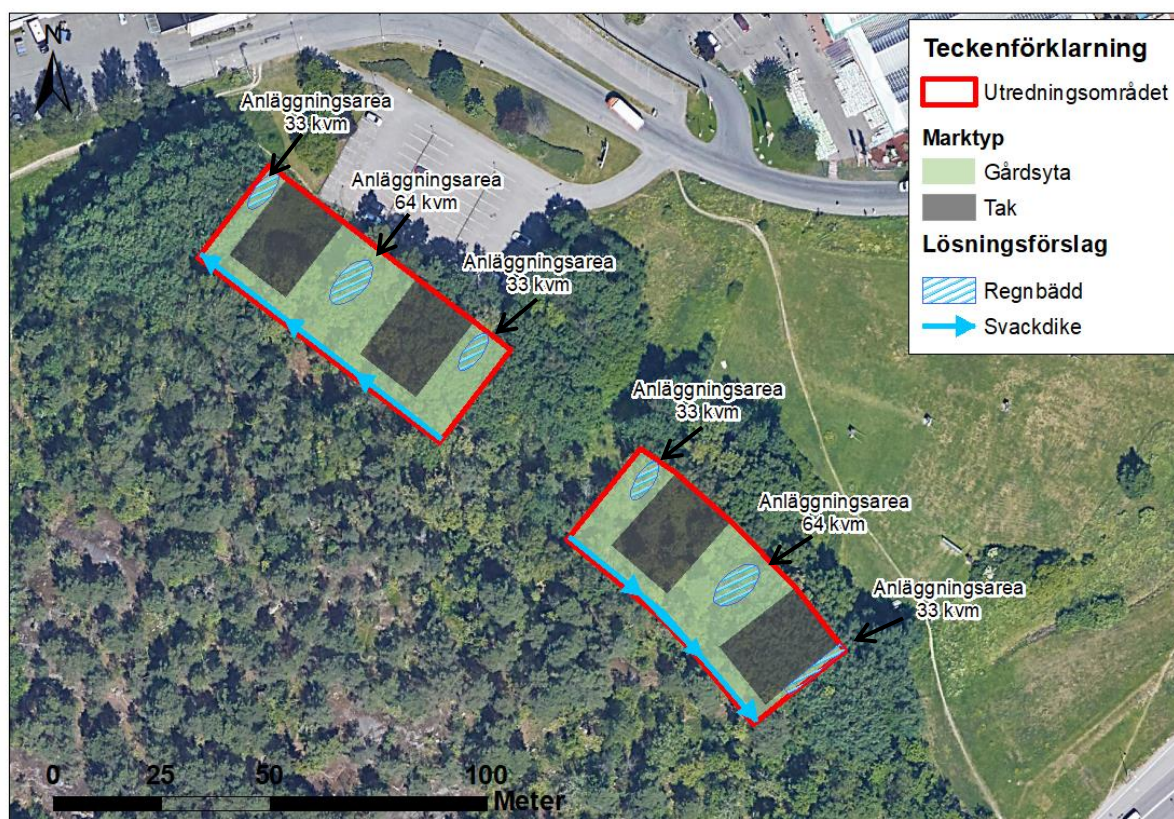 N
Anläggningsarea
33 kvm
Anläggningsarea
64 kvm
Anläggningsarea
33 kvm
Anläggningsarea
33 kvm
Anläggningsarea
64 kvm
Anläggningsarea
33 kvm
Teckenförklarning
Utredningsområdet
Marktyp
Gårdsyta
Tak
Lösningsförslag
Regnbädd
Svackdike
0 25 50 100
Meter